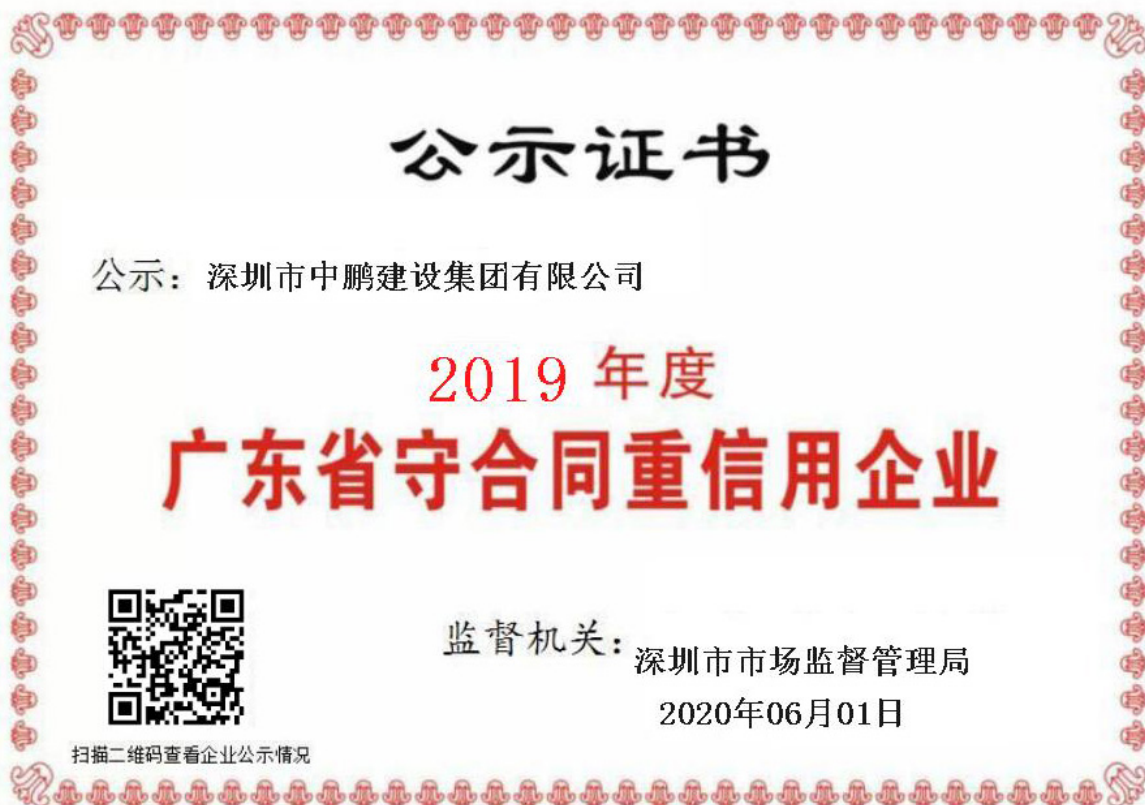 公示证书
公示：深圳市中鹏建设集团有限公司
2019 年度
广东省守合同重信用企业
监督机关：深圳市市场监督管理局
2020年06月01日
扫描二维码查看企业公示情况